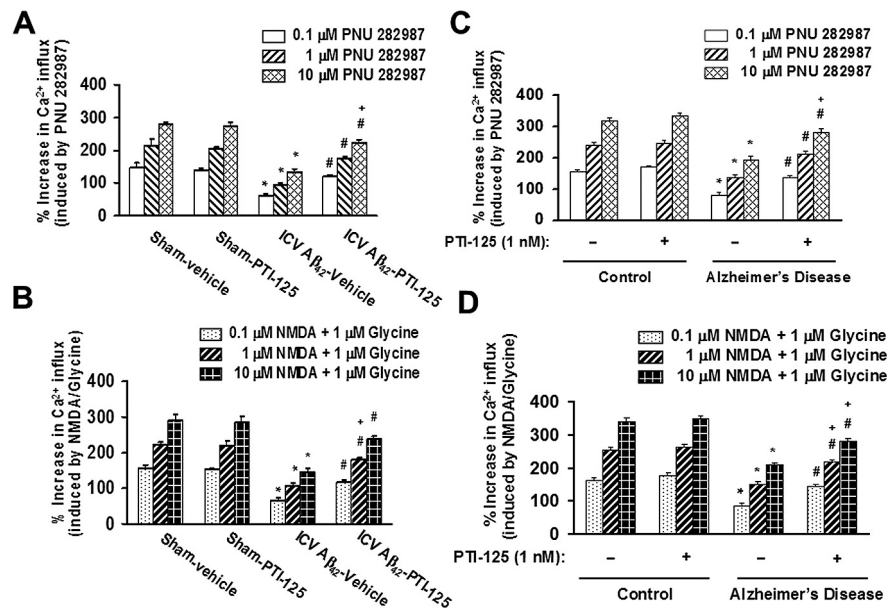 A
0.1 μM PNU 282987
1 μM PNU 282987
10 μM PNU 282987
% Increase in Ca²⁺ influx
(induced by PNU 282987)
400
300
200
100
0
* * *
# # #
+
Sham-vehicle
Sham-PTI-125
ICV Aβ₄₂-Vehicle
ICV Aβ₄₂-PTI-125
B
0.1 μM NMDA + 1 μM Glycine
1 μM NMDA + 1 μM Glycine
10 μM NMDA + 1 μM Glycine
% Increase in Ca²⁺ influx
(induced by NMDA/Glycine)
400
300
200
100
0
* * *
# # #
+
Sham-vehicle
Sham-PTI-125
ICV Aβ₄₂-Vehicle
ICV Aβ₄₂-PTI-125
C
0.1 μM PNU 282987
1 μM PNU 282987
10 μM PNU 282987
% Increase in Ca²⁺ influx
(induced by PNU 282987)
400
300
200
100
0
* * *
# # #
+
PTI-125 (1 nM): – + – +
Control Alzheimer's Disease
D
0.1 μM NMDA + 1 μM Glycine
1 μM NMDA + 1 μM Glycine
10 μM NMDA + 1 μM Glycine
% Increase in Ca²⁺ influx
(induced by NMDA/Glycine)
400
300
200
100
0
* * *
# # #
+ +
PTI-125 (1 nM): – + – +
Control Alzheimer's Disease